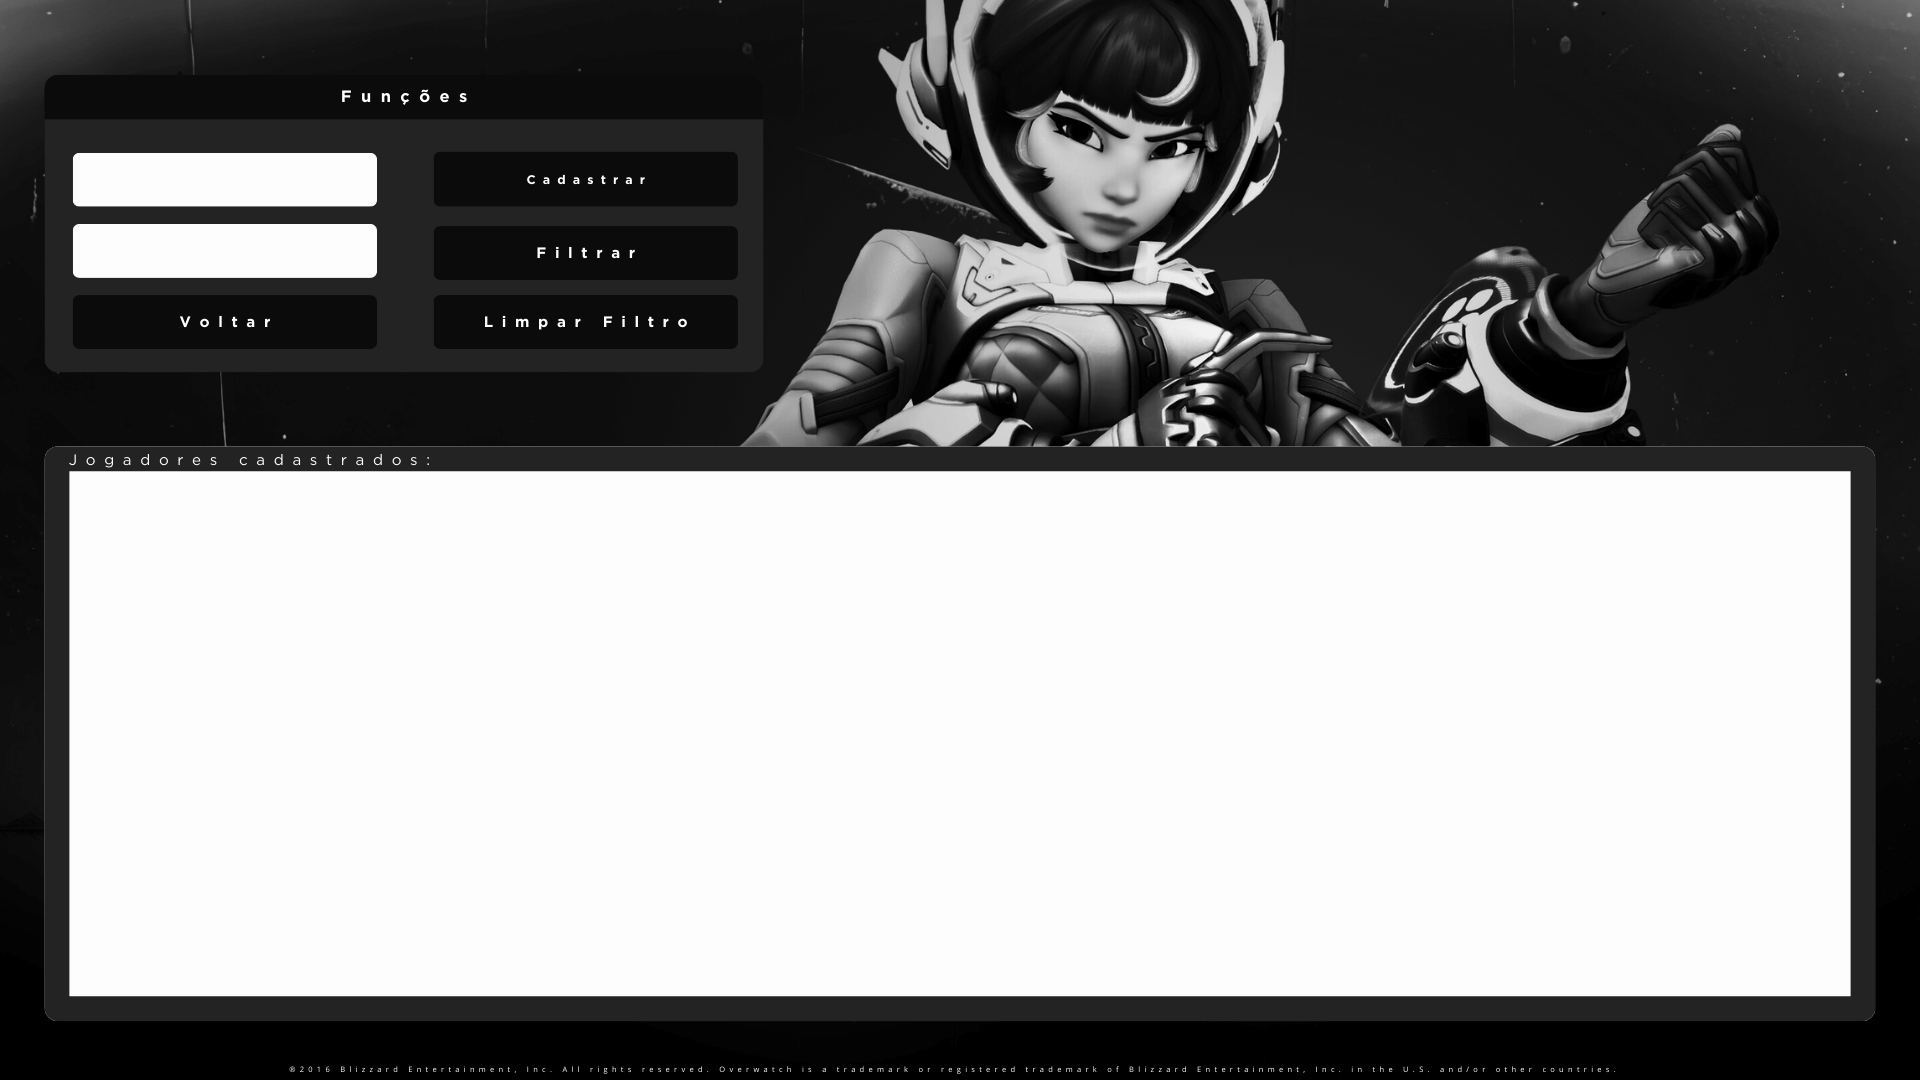 Funções
Cadastrar
Filtrar
Voltar
Limpar Filtro
Jogadores cadastrados:
©2016 Blizzard Entertainment, Inc. All rights reserved. Overwatch is a trademark or registered trademark of Blizzard Entertainment, Inc. in the U.S. and/or other countries.